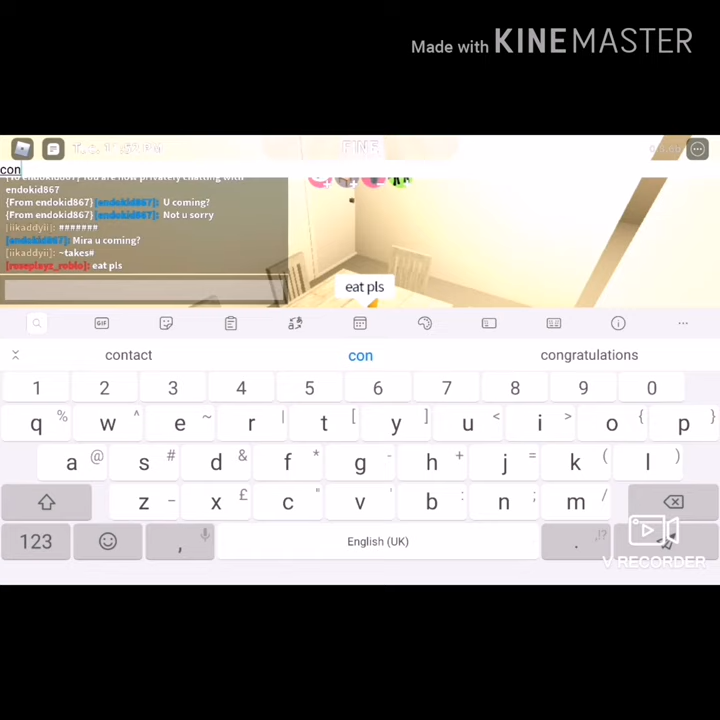 Made with KINEMASTER
FINE
con
endokid867
{From endokid867} [endokid867]: U coming?
{From endokid867} [endokid867]: Not u sorry
[iikaddyii]: #######
[endokid867]: Mira u coming?
[iikaddyii]: ~takes#
eat pls
eat pls
GIF
contact con congratulations
1 2 3 4 5 6 7 8 9 0
q % w ^ e ~ r | t [ y ] u < i > o { p }
a @ s # d & f * g - h + j = k ( l )
z _ x £ c " v ' b : n ; m /
123 , English (UK) . ,!?
V RECORDER